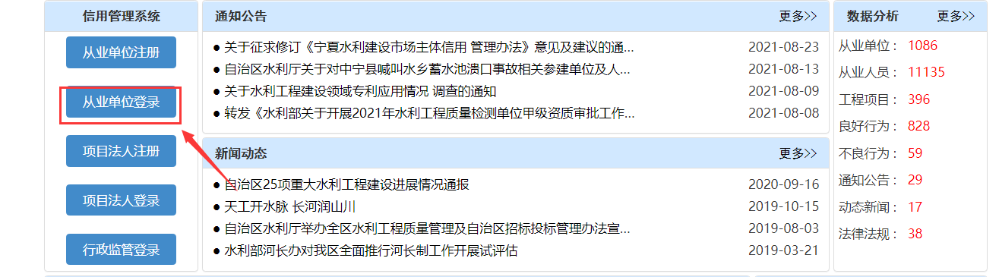 信用管理系统
从业单位注册
从业单位登录
项目法人注册
项目法人登录
行政监管登录
通知公告 更多>>
● 关于征求修订《宁夏水利建设市场主体信用 管理办法》意见及建议的通... 2021-08-23
● 自治区水利厅关于对中宁县喊叫水乡蓄水池溃口事故相关参建单位及人... 2021-08-13
● 关于水利工程建设领域专利应用情况 调查的通知 2021-08-09
● 转发《水利部关于开展2021年水利工程质量检测单位甲级资质审批工作... 2021-08-08
新闻动态 更多>>
● 自治区25项重大水利工程建设进展情况通报 2020-09-16
● 天工开水脉 长河润山川 2019-10-15
● 自治区水利厅举办全区水利工程质量管理及自治区招标投标管理办法宣... 2019-08-03
● 水利部河长办对我区全面推行河长制工作开展试评估 2019-03-21
数据分析 更多>>
从业单位： 1086
从业人员： 11135
工程项目： 396
良好行为： 828
不良行为： 59
通知公告： 29
动态新闻： 17
法律法规： 38